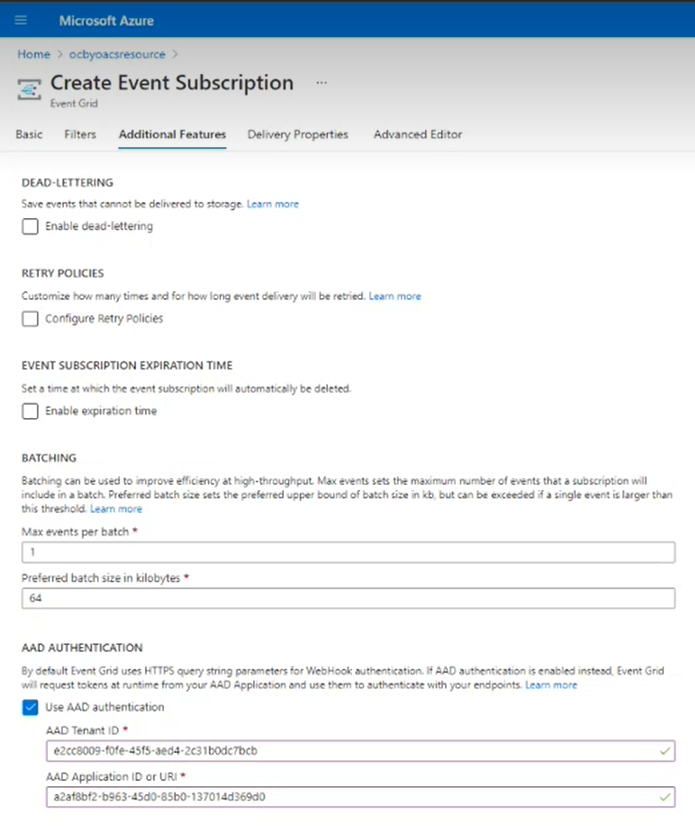 Microsoft Azure
Home > ocbyoacsresource >
Create Event Subscription ...
Event Grid
Basic Filters Additional Features Delivery Properties Advanced Editor
DEAD-LETTERING
Save events that cannot be delivered to storage. Learn more
Enable dead-lettering
RETRY POLICIES
Customize how many times and for how long event delivery will be retried. Learn more
Configure Retry Policies
EVENT SUBSCRIPTION EXPIRATION TIME
Set a time at which the event subscription will automatically be deleted.
Enable expiration time
BATCHING
Batching can be used to improve efficiency at high-throughput. Max events sets the maximum number of events that a subscription will
include in a batch. Preferred batch size sets the preferred upper bound of batch size in kb, but can be exceeded if a single event is larger than
this threshold. Learn more
Max events per batch *
1
Preferred batch size in kilobytes *
64
AAD AUTHENTICATION
By default Event Grid uses HTTPS query string parameters for WebHook authentication. If AAD authentication is enabled instead, Event Grid
will request tokens at runtime from your AAD Application and use them to authenticate with your endpoints. Learn more
Use AAD authentication
AAD Tenant ID *
e2cc8009-f0fe-45f5-aed4-2c31b0dc7bcb
AAD Application ID or URI *
a2af8bf2-b963-45d0-85b0-137014d369d0